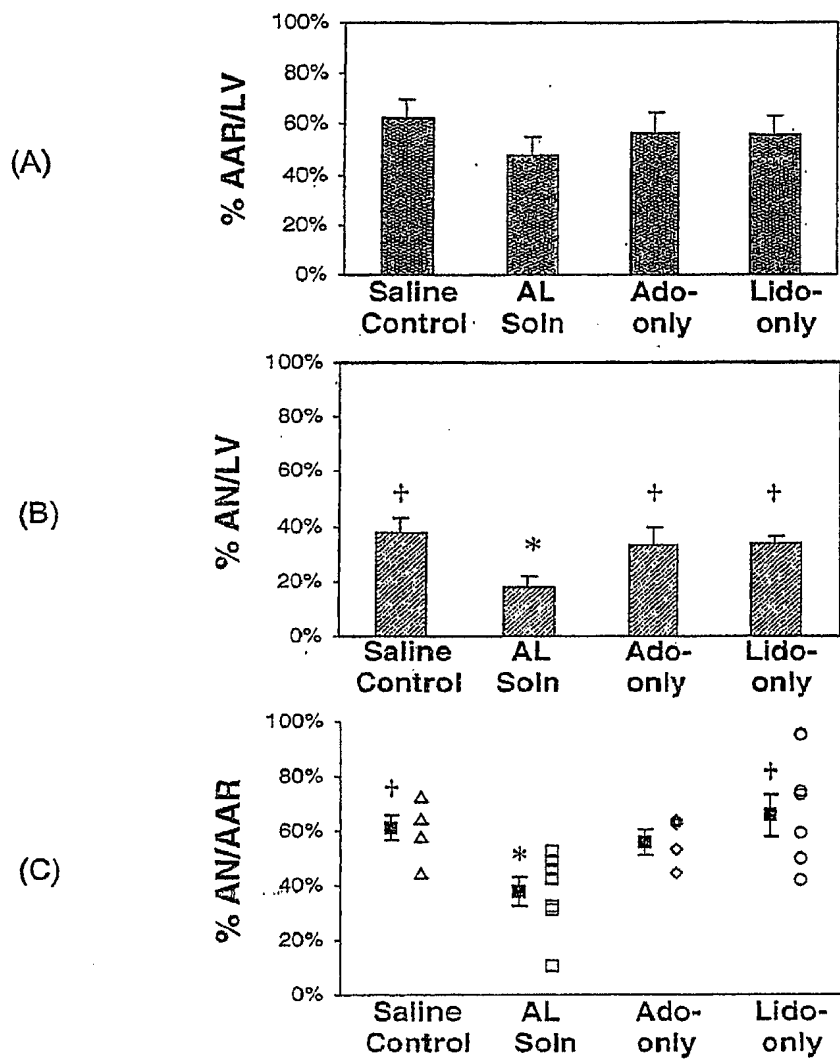 (A)
% AAR/LV
100%
80%
60%
40%
20%
0%
Saline Control
AL Soln
Ado-only
Lido-only
(B)
% AN/LV
100%
80%
60%
40%
20%
0%
†
*
†
†
Saline Control
AL Soln
Ado-only
Lido-only
(C)
% AN/AAR
100%
80%
60%
40%
20%
0%
†
*
†
Saline Control
AL Soln
Ado-only
Lido-only